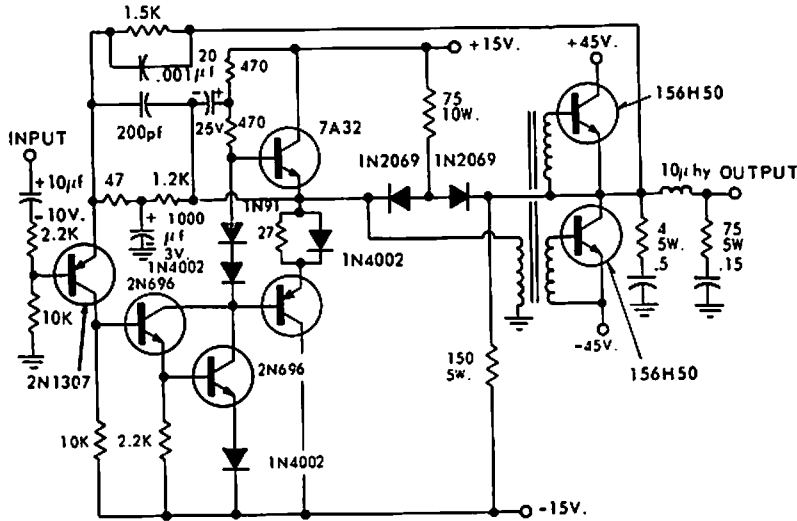 1.5K
20
.001µf
470
+15V.
+45V.
156H50
200pf
- +
25V
470
7A32
75
10W.
INPUT
1N2069 1N2069
10µhy OUTPUT
+10µf
47
1.2K
-10V.
+ 1000
µf
- 3V.
1N91
27
1N4002
4
5W.
.5
75
5W
.15
2.2K
1N4002
2N696
10K
-45V.
2N1307
2N696
150
5W.
156H50
10K
2.2K
1N4002
-15V.